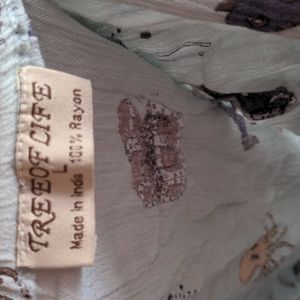 TREE OF LIFE
L
Made in India 100% Rayon